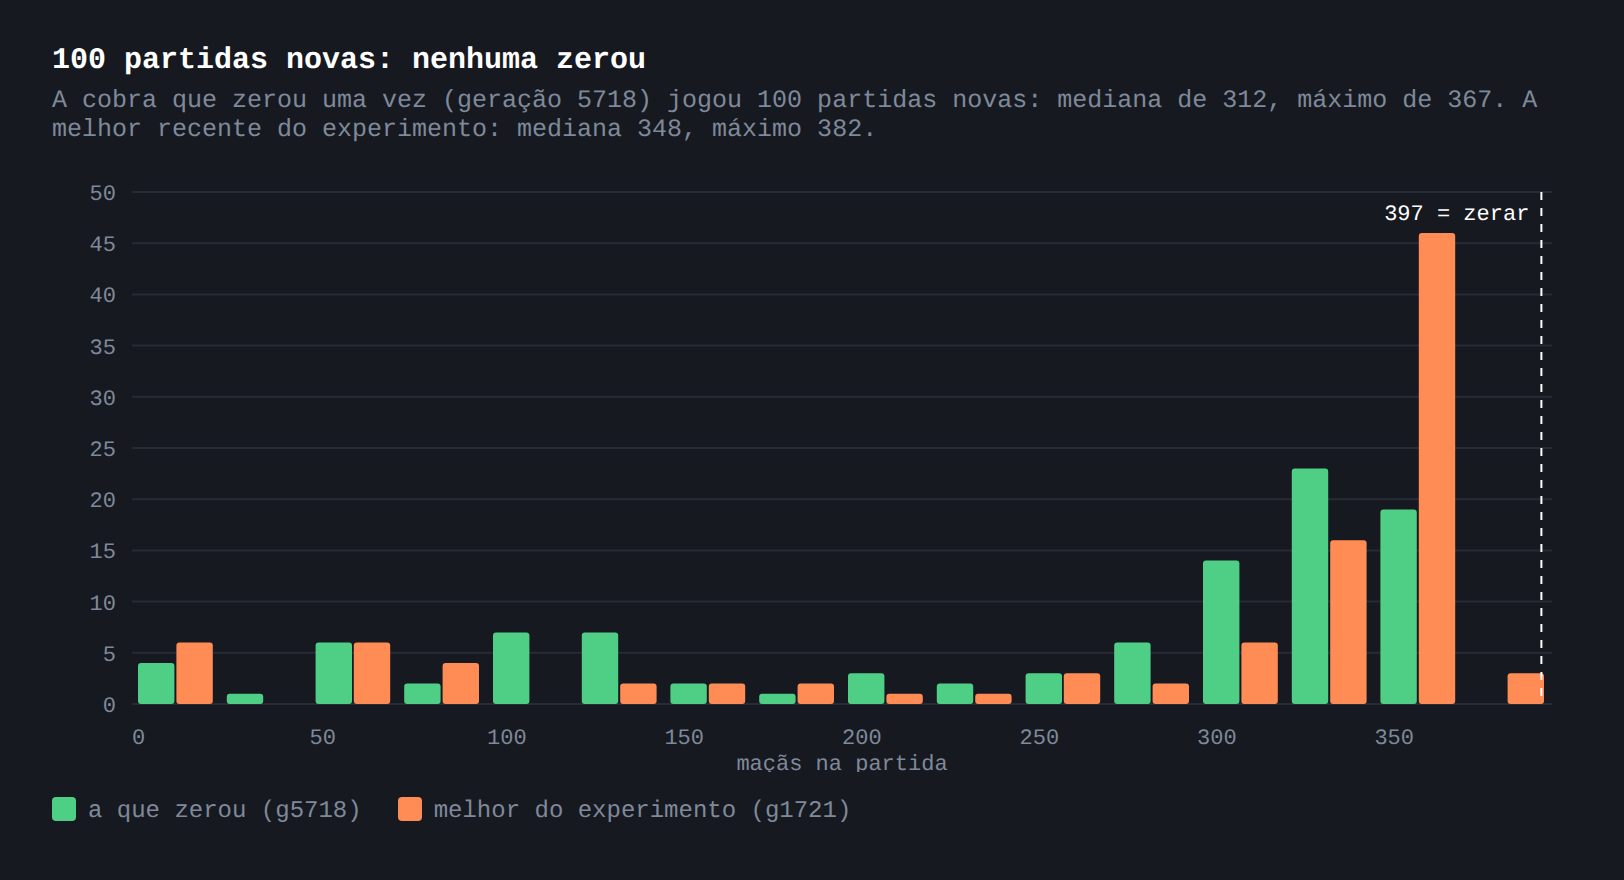 100 partidas novas: nenhuma zerou
A cobra que zerou uma vez (geração 5718) jogou 100 partidas novas: mediana de 312, máximo de 367. A
melhor recente do experimento: mediana 348, máximo 382.
50
397 = zerar
45
40
35
30
25
20
15
10
5
0
0 50 100 150 200 250 300 350
maçãs na partida
a que zerou (g5718) melhor do experimento (g1721)